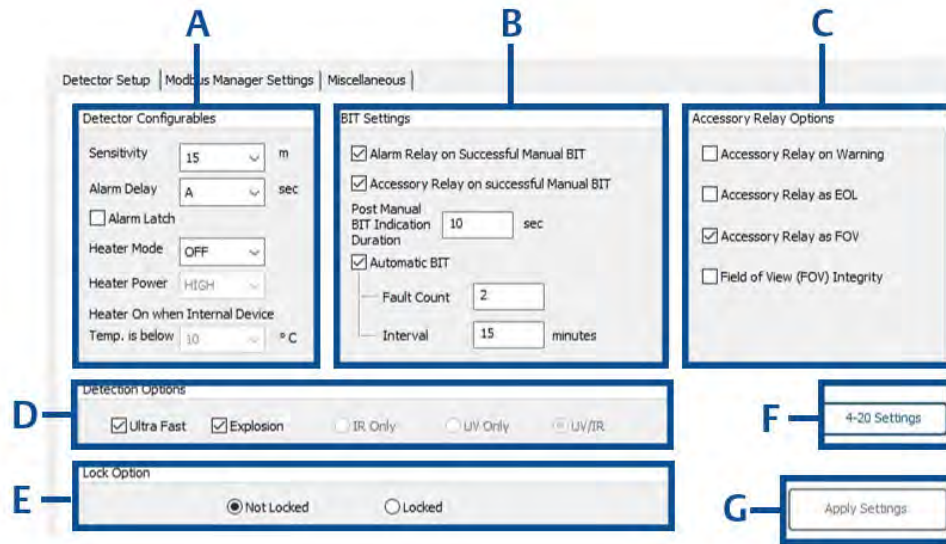 A
B
C
Detector Setup
Modbus Manager Settings
Miscellaneous
Detector Configurables
Sensitivity 15 m
Alarm Delay A sec
Alarm Latch
Heater Mode OFF
Heater Power HIGH
Heater On when Internal Device
Temp. is below 10 °C
BIT Settings
Alarm Relay on Successful Manual BIT
Accessory Relay on successful Manual BIT
Post Manual
BIT Indication 10 sec
Duration
Automatic BIT
Fault Count 2
Interval 15 minutes
Accessory Relay Options
Accessory Relay on Warning
Accessory Relay as EOL
Accessory Relay as FOV
Field of View (FOV) Integrity
D
Detection Options
Ultra Fast Explosion IR Only UV Only UV/IR
F
4-20 Settings
E
Lock Option
Not Locked Locked
G
Apply Settings